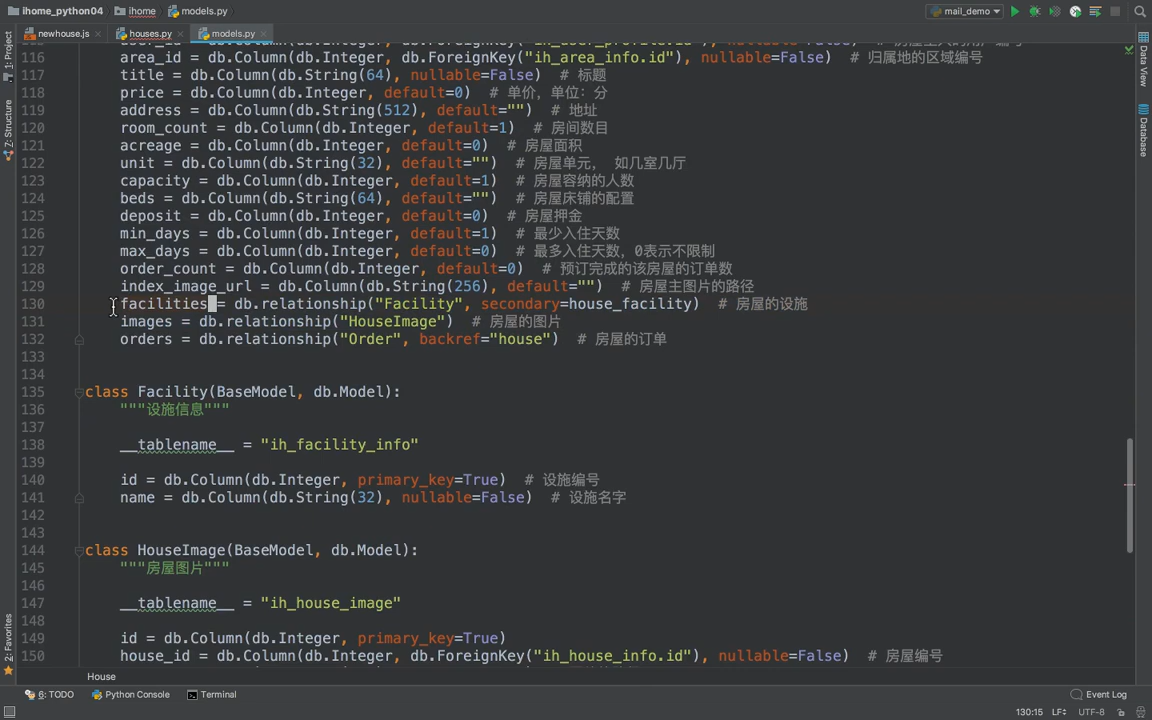 ihome_python04 ihome models.py
mail_demo
newhouse.js houses.py models.py
1: Project
Z: Structure
2: Favorites
Data View
Database
116 area_id = db.Column(db.Integer, db.ForeignKey("ih_area_info.id"), nullable=False) # 归属地的区域编号
117 title = db.Column(db.String(64), nullable=False) # 标题
118 price = db.Column(db.Integer, default=0) # 单价，单位：分
119 address = db.Column(db.String(512), default="") # 地址
120 room_count = db.Column(db.Integer, default=1) # 房间数目
121 acreage = db.Column(db.Integer, default=0) # 房屋面积
122 unit = db.Column(db.String(32), default="") # 房屋单元， 如几室几厅
123 capacity = db.Column(db.Integer, default=1) # 房屋容纳的人数
124 beds = db.Column(db.String(64), default="") # 房屋床铺的配置
125 deposit = db.Column(db.Integer, default=0) # 房屋押金
126 min_days = db.Column(db.Integer, default=1) # 最少入住天数
127 max_days = db.Column(db.Integer, default=0) # 最多入住天数，0表示不限制
128 order_count = db.Column(db.Integer, default=0) # 预订完成的该房屋的订单数
129 index_image_url = db.Column(db.String(256), default="") # 房屋主图片的路径
130 facilities = db.relationship("Facility", secondary=house_facility) # 房屋的设施
131 images = db.relationship("HouseImage") # 房屋的图片
132 orders = db.relationship("Order", backref="house") # 房屋的订单
133
134
135 class Facility(BaseModel, db.Model):
136 """设施信息"""
137
138 __tablename__ = "ih_facility_info"
139
140 id = db.Column(db.Integer, primary_key=True) # 设施编号
141 name = db.Column(db.String(32), nullable=False) # 设施名字
142
143
144 class HouseImage(BaseModel, db.Model):
145 """房屋图片"""
146
147 __tablename__ = "ih_house_image"
148
149 id = db.Column(db.Integer, primary_key=True)
150 house_id = db.Column(db.Integer, db.ForeignKey("ih_house_info.id"), nullable=False) # 房屋编号
House
6: TODO Python Console Terminal Event Log
130:15 LF UTF-8